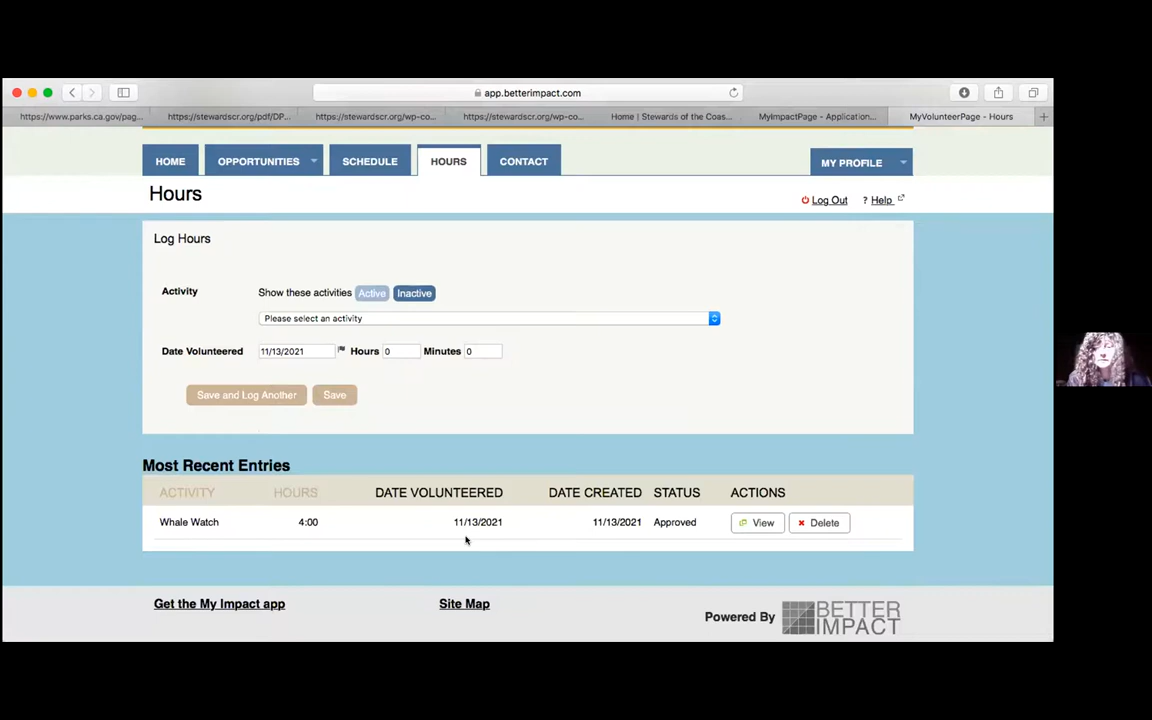 app.betterimpact.com
https://www.parks.ca.gov/pag... https://stewardscr.org/pdf/DP... https://stewardscr.org/wp-co... https://stewardscr.org/wp-co... Home | Stewards of the Coas... MyImpactPage - Application... MyVolunteerPage - Hours
HOME OPPORTUNITIES SCHEDULE HOURS CONTACT MY PROFILE
Hours
Log Out ? Help
Log Hours
Activity Show these activities Active Inactive
Please select an activity
Date Volunteered 11/13/2021 Hours 0 Minutes 0
Save and Log Another Save
Most Recent Entries
ACTIVITY HOURS DATE VOLUNTEERED DATE CREATED STATUS ACTIONS
Whale Watch 4:00 11/13/2021 11/13/2021 Approved View Delete
Get the My Impact app Site Map Powered By BETTER IMPACT